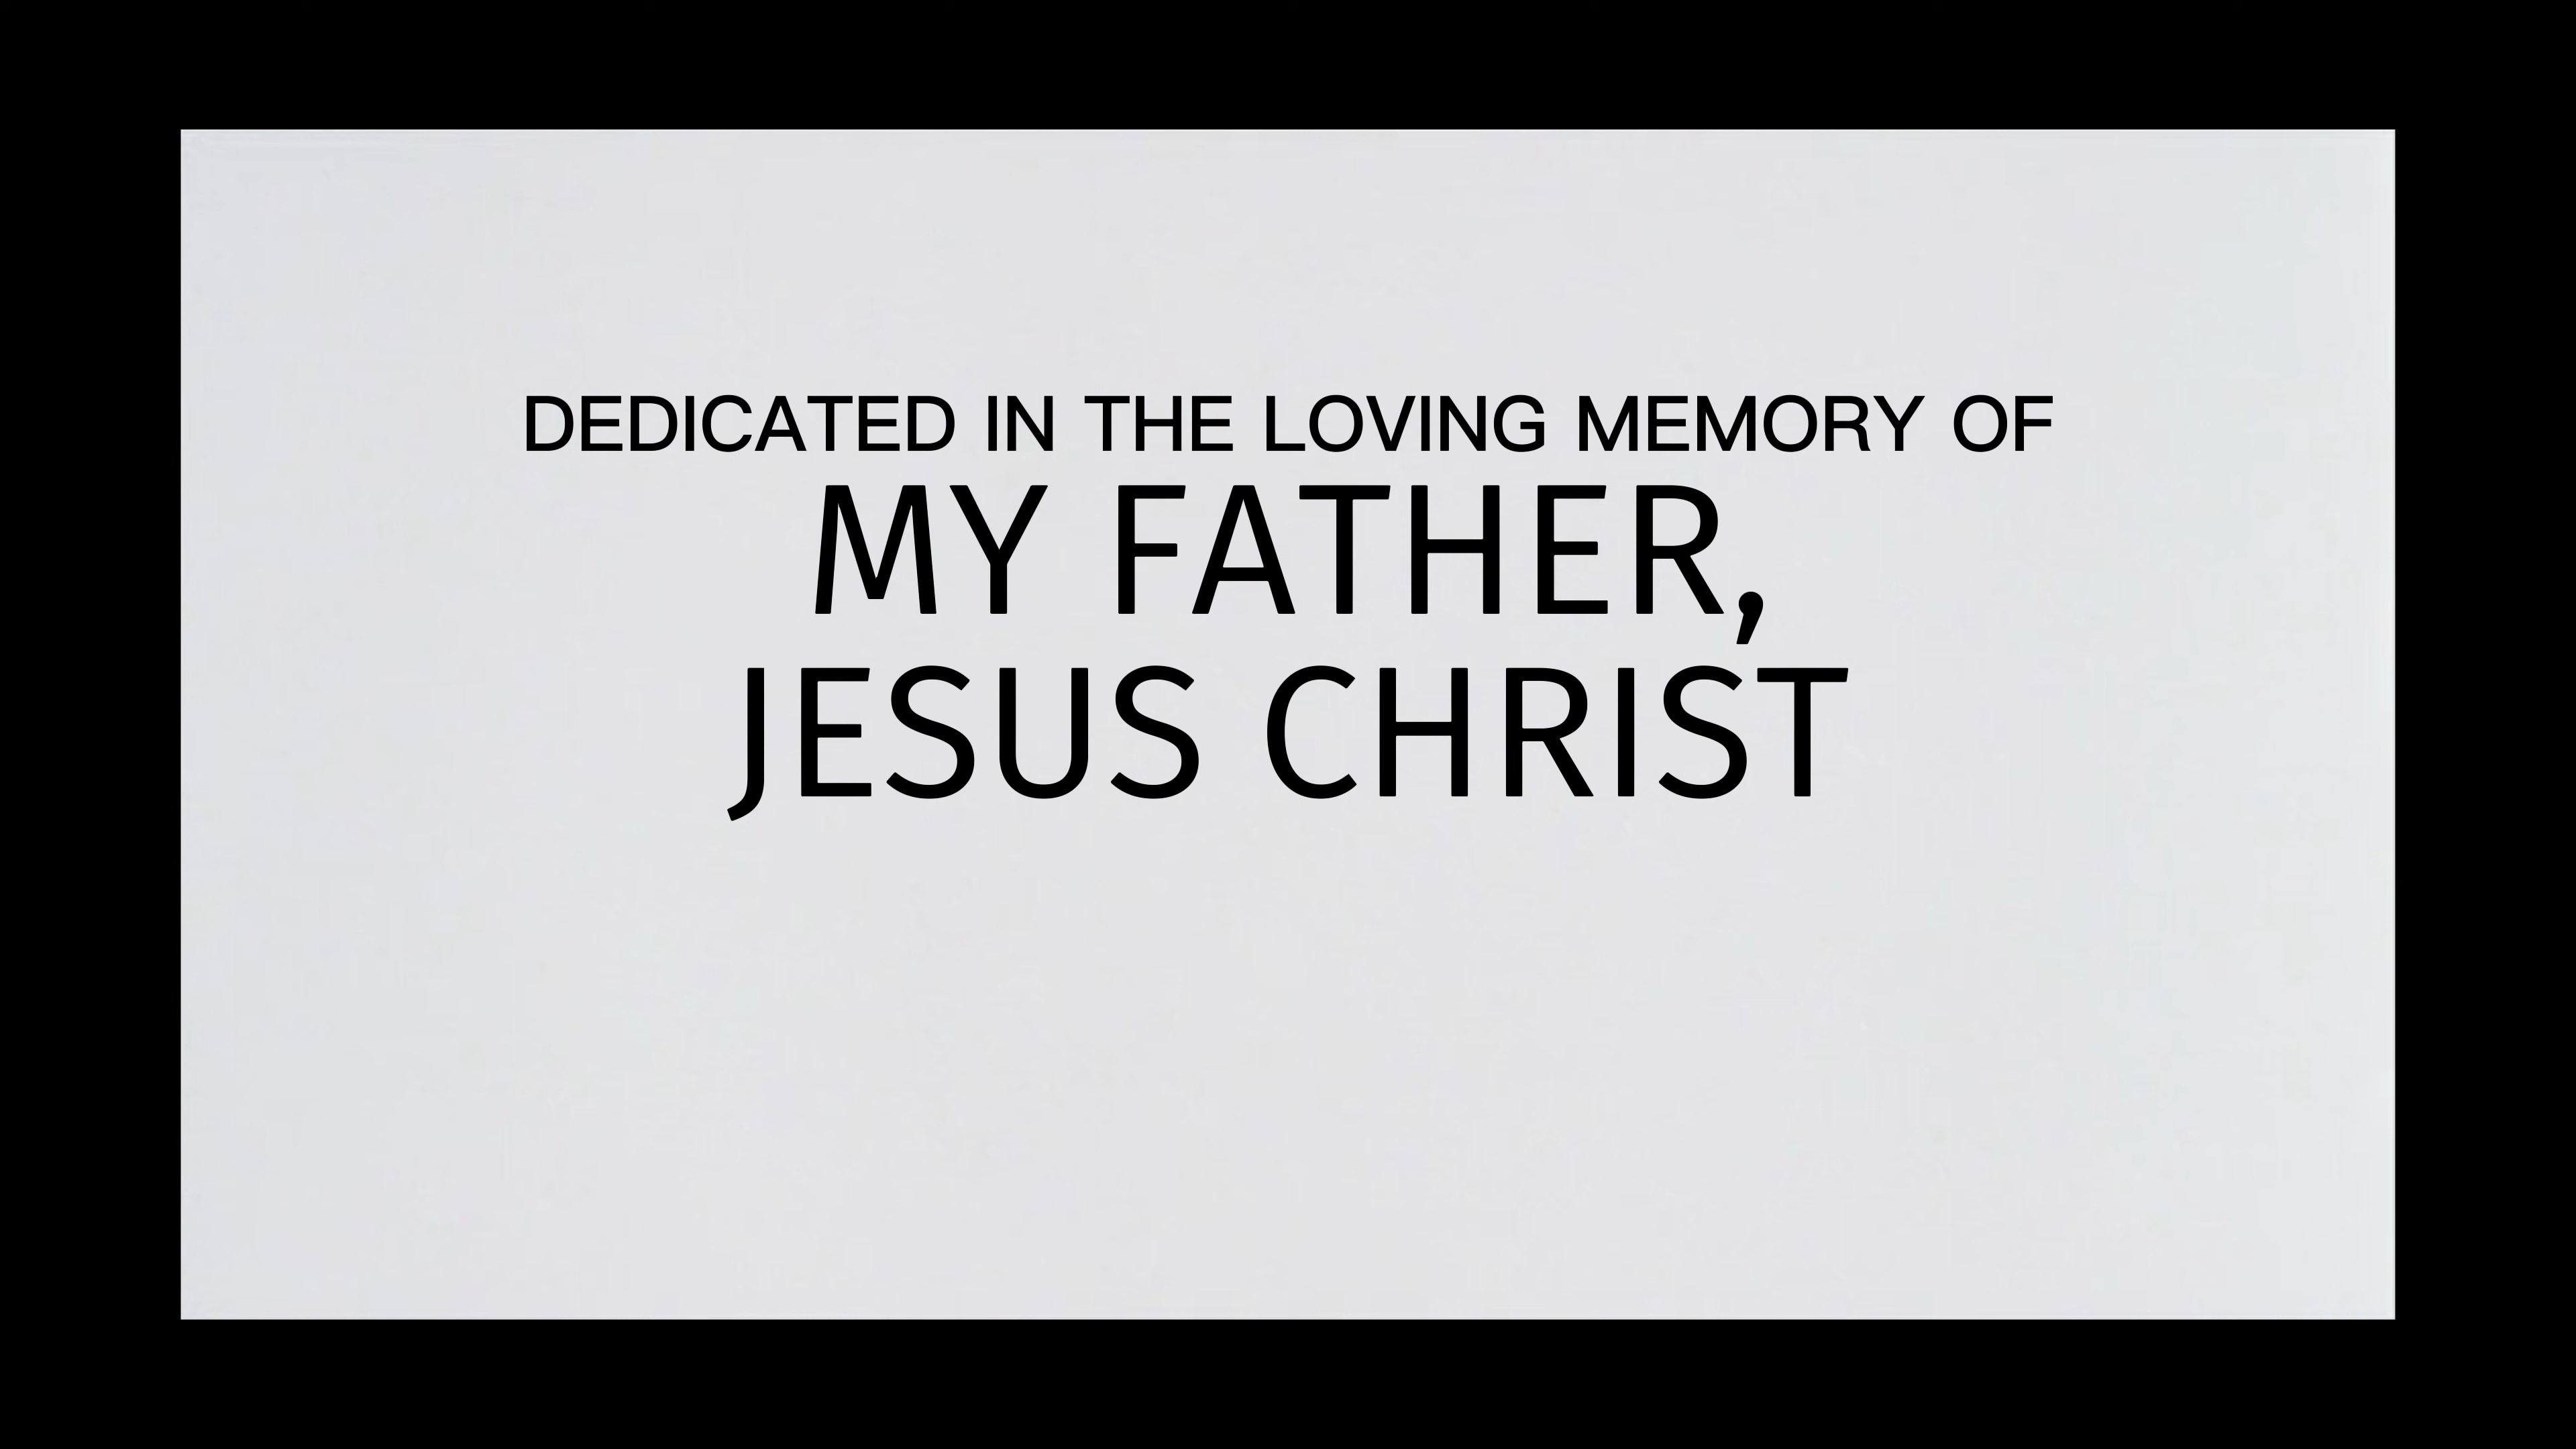 DEDICATED IN THE LOVING MEMORY OF
MY FATHER,
JESUS CHRIST